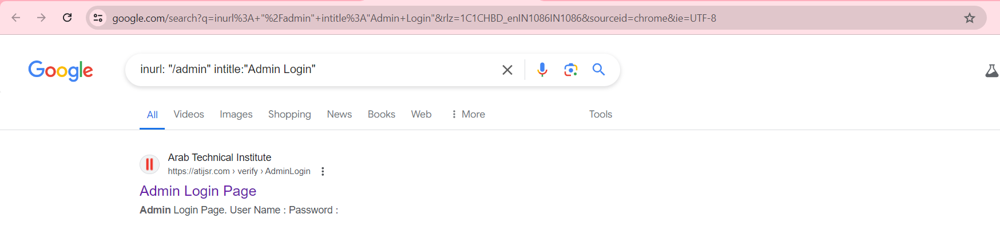 google.com/search?q=inurl%3A+"%2Fadmin"+intitle%3A"Admin+Login"&rlz=1C1CHBD_enIN1086IN1086&sourceid=chrome&ie=UTF-8
Google
inurl: "/admin" intitle:"Admin Login"
All Videos Images Shopping News Books Web More Tools
Arab Technical Institute
https://atijsr.com › verify › AdminLogin
Admin Login Page
Admin Login Page. User Name : Password :